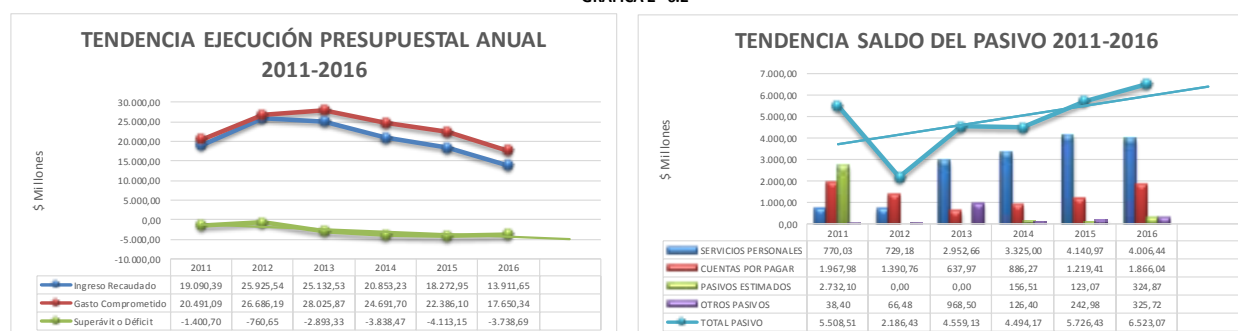 TENDENCIA EJECUCIÓN PRESUPUESTAL ANUAL
2011-2016
$ Millones
30.000,00
25.000,00
20.000,00
15.000,00
10.000,00
5.000,00
0,00
-5.000,00
-10.000,00
2011 2012 2013 2014 2015 2016
Ingreso Recaudado 19.090,39 25.925,54 25.132,53 20.853,23 18.272,95 13.911,65
Gasto Comprometido 20.491,09 26.686,19 28.025,87 24.691,70 22.386,10 17.650,34
Superávit o Déficit -1.400,70 -760,65 -2.893,33 -3.838,47 -4.113,15 -3.738,69
TENDENCIA SALDO DEL PASIVO 2011-2016
$ Millones
7.000,00
6.000,00
5.000,00
4.000,00
3.000,00
2.000,00
1.000,00
0,00
2011 2012 2013 2014 2015 2016
SERVICIOS PERSONALES 770,03 729,18 2.952,66 3.325,00 4.140,97 4.006,44
CUENTAS POR PAGAR 1.967,98 1.390,76 637,97 886,27 1.219,41 1.866,04
PASIVOS ESTIMADOS 2.732,10 0,00 0,00 156,51 123,07 324,87
OTROS PASIVOS 38,40 66,48 968,50 126,40 242,98 325,72
TOTAL PASIVO 5.508,51 2.186,43 4.559,13 4.494,17 5.726,43 6.523,07